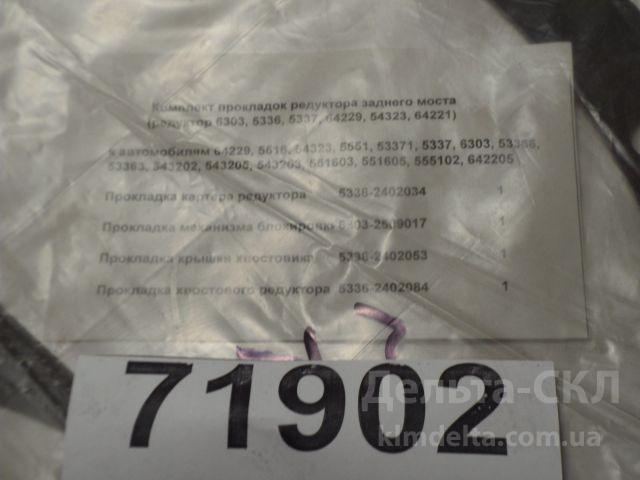 Комплект прокладок редуктора заднего моста
(редуктор 6303, 5336, 5337, 64229, 54323, 64221)
к автомобилям 64229, 5516, 54323, 5551, 53371, 5337, 6303, 53366,
53363, 543202, 543205, 543203, 551603, 551605, 555102, 642205
Прокладка картера редуктора 5336-2402034 1
Прокладка механизма блокировки 6303-2509017 1
Прокладка крышки хвостовика 5336-2402053 1
Прокладка хвостового редуктора 5336-2402084 1
71902
Дельта-СКЛ
klmdelta.com.ua